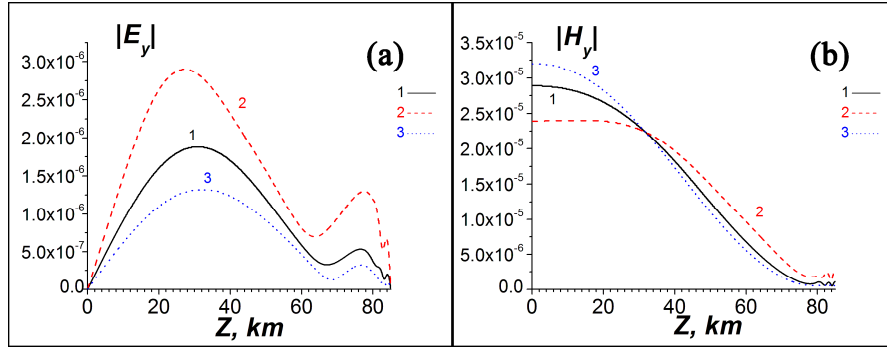 |E_y|
(a)
3.0x10^-6
2.5x10^-6
2.0x10^-6
1.5x10^-6
1.0x10^-6
5.0x10^-7
0.0
0 20 40 60 80
Z, km
1
2
3
1
2
3
|H_y|
(b)
3.5x10^-5
3.0x10^-5
2.5x10^-5
2.0x10^-5
1.5x10^-5
1.0x10^-5
5.0x10^-6
0.0
0 20 40 60 80
Z, km
3
1
2
1
2
3